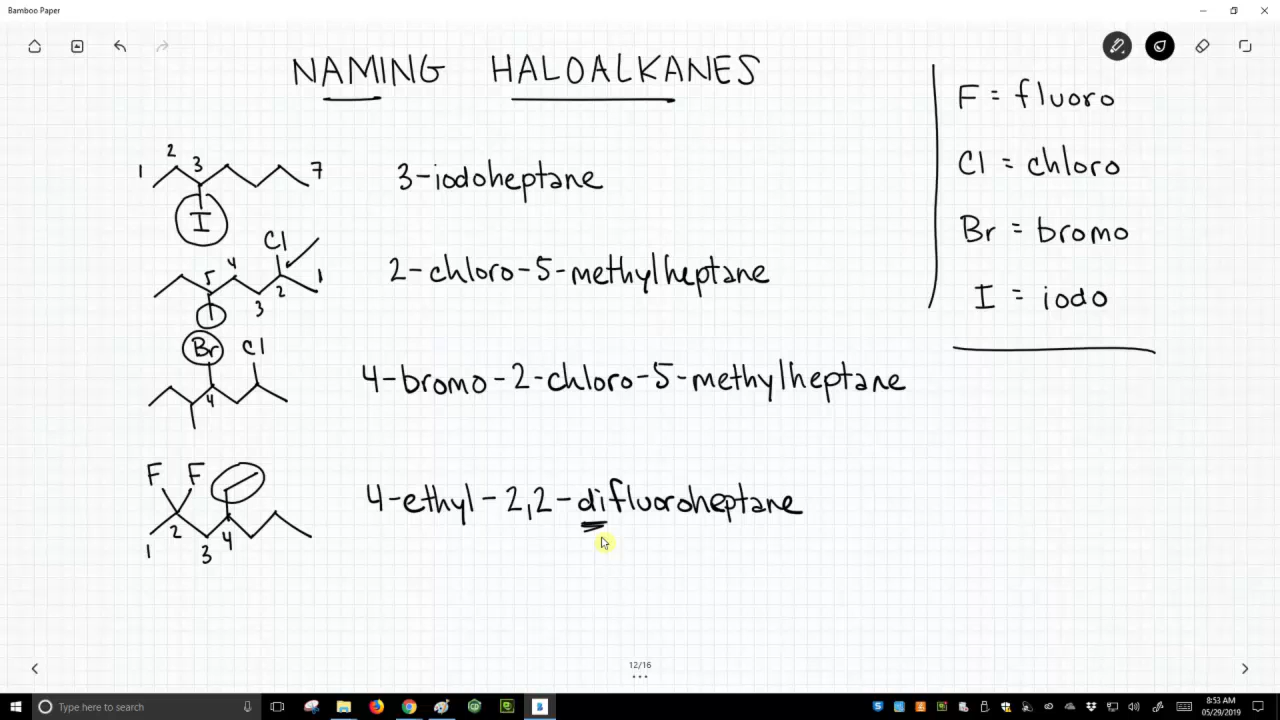 Bamboo Paper
NAMING HALOALKANES
F = fluoro
Cl = chloro
Br = bromo
I = iodo
1 2 3 7
I
3-iodoheptane
Cl
5 4 3 2 1
2-chloro-5-methylheptane
Br Cl
4
4-bromo-2-chloro-5-methylheptane
F F
1 2 3 4
4-ethyl-2,2-difluoroheptane
12/16
Type here to search
8:53 AM
05/29/2019